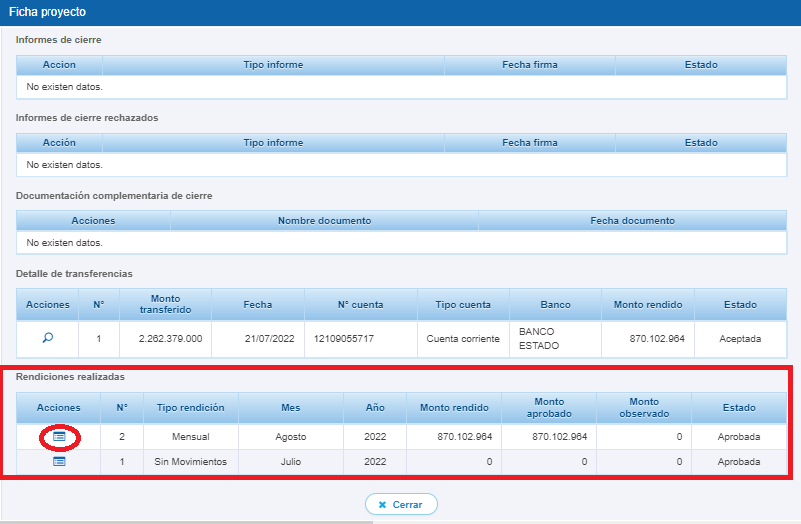 Ficha proyecto
Informes de cierre
Accion Tipo informe Fecha firma Estado
No existen datos.
Informes de cierre rechazados
Acción Tipo informe Fecha firma Estado
No existen datos.
Documentación complementaria de cierre
Acciones Nombre documento Fecha documento
No existen datos.
Detalle de transferencias
Acciones N° Monto transferido Fecha N° cuenta Tipo cuenta Banco Monto rendido Estado
1 2.262.379.000 21/07/2022 12109055717 Cuenta corriente BANCO ESTADO 870.102.964 Aceptada
Rendiciones realizadas
Acciones N° Tipo rendición Mes Año Monto rendido Monto aprobado Monto observado Estado
2 Mensual Agosto 2022 870.102.964 870.102.964 0 Aprobada
1 Sin Movimientos Julio 2022 0 0 0 Aprobada
Cerrar